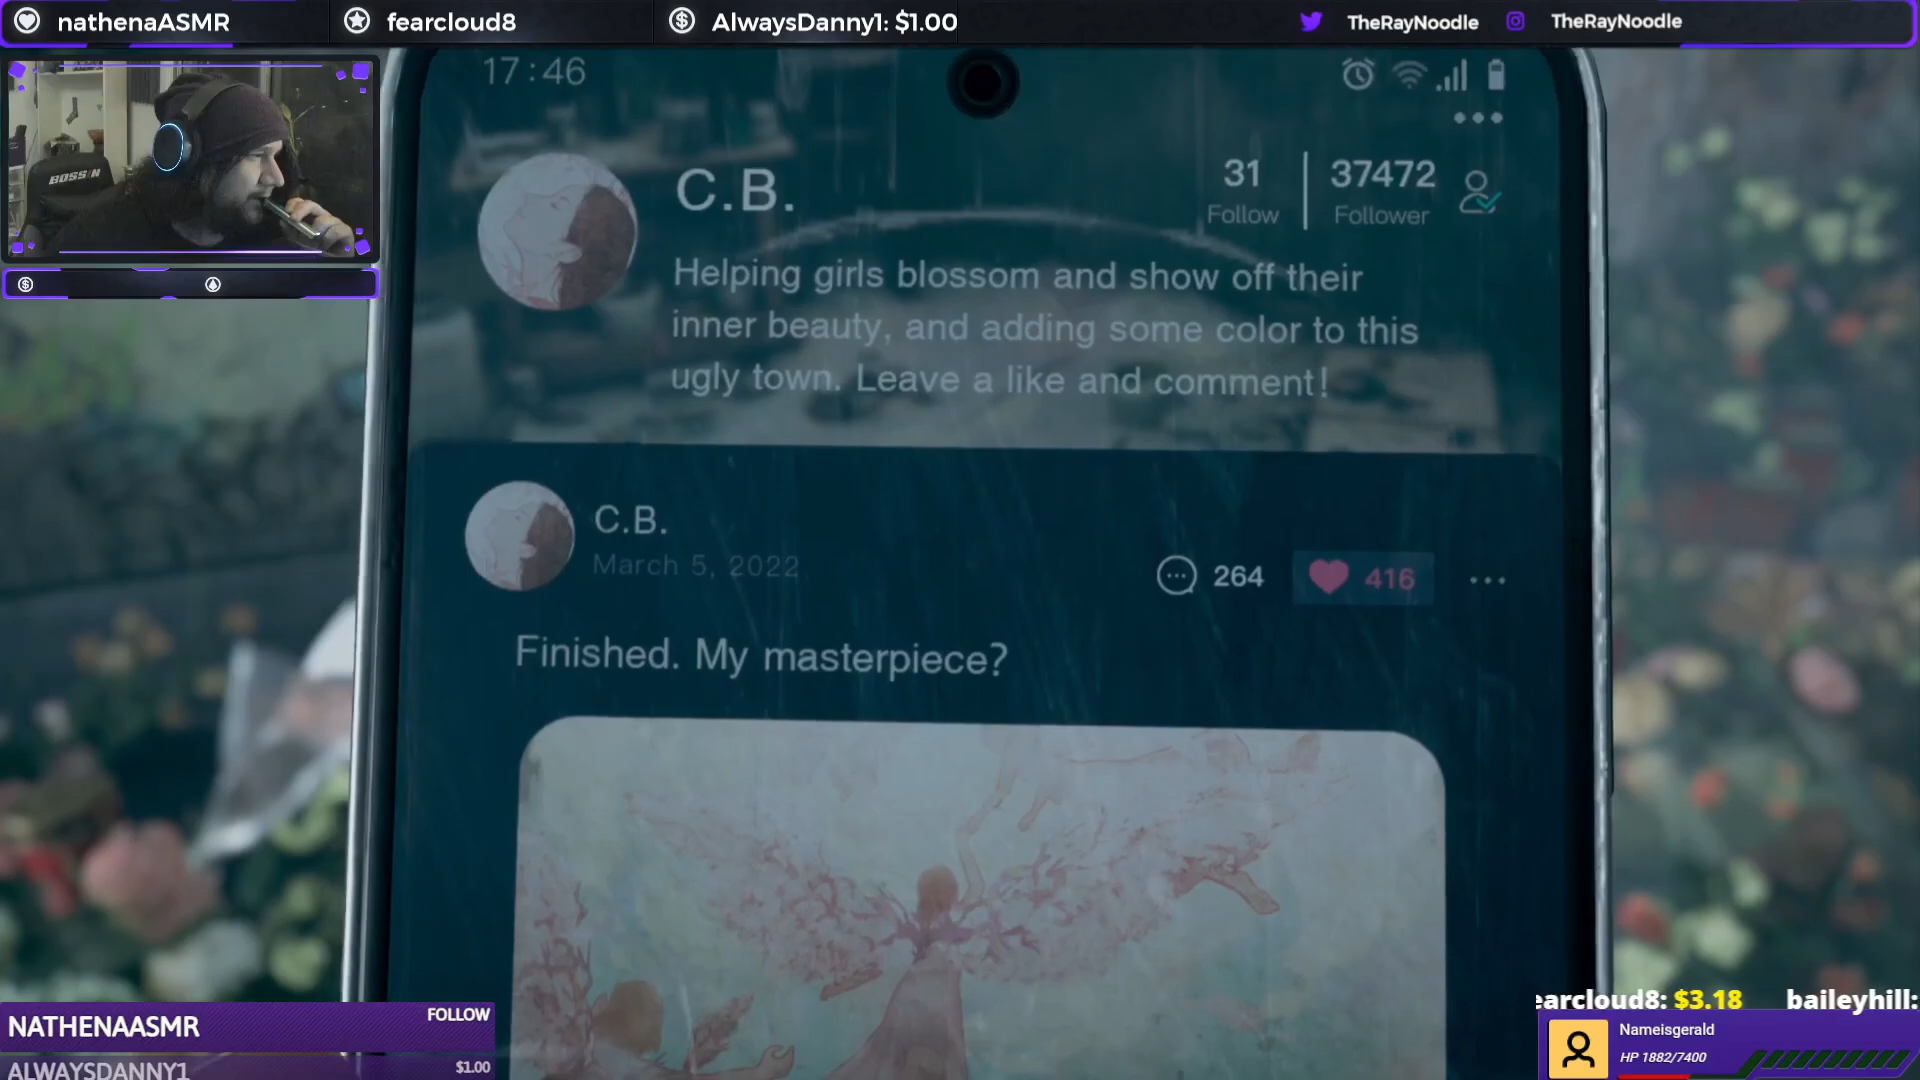 nathenaASMR
fearcloud8
AlwaysDanny1: $1.00
TheRayNoodle
TheRayNoodle
BOSSIN
17:46
C.B.
31
Follow
37472
Follower
Helping girls blossom and show off their
inner beauty, and adding some color to this
ugly town. Leave a like and comment!
C.B.
March 5, 2022
264
416
Finished. My masterpiece?
NATHENAASMR
FOLLOW
ALWAYSDANNY1
$1.00
earcloud8: $3.18
baileyhill:
Nameisgerald
HP 1882/7400